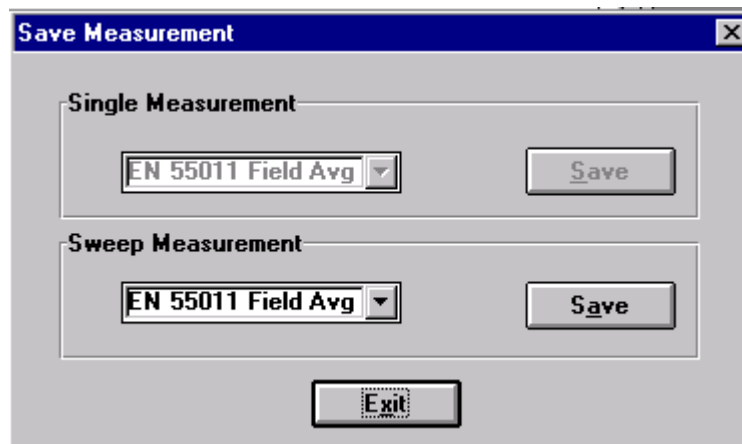 Save Measurement
Single Measurement
EN 55011 Field Avg Save
Sweep Measurement
EN 55011 Field Avg Save
Exit